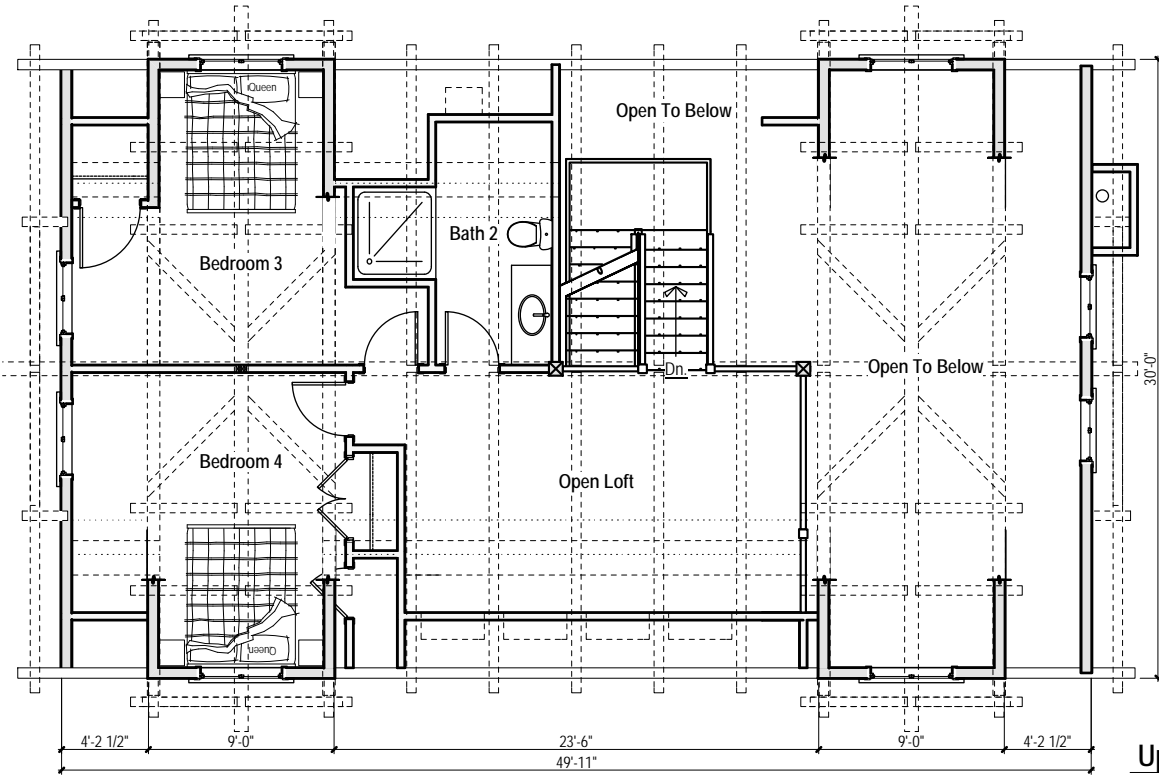 Queen
Open To Below
Bath 2
Bedroom 3
Dn.
Open To Below
30'-0"
Bedroom 4
Open Loft
Queen
4'-2 1/2"
9'-0"
23'-6"
9'-0"
4'-2 1/2"
49'-11"